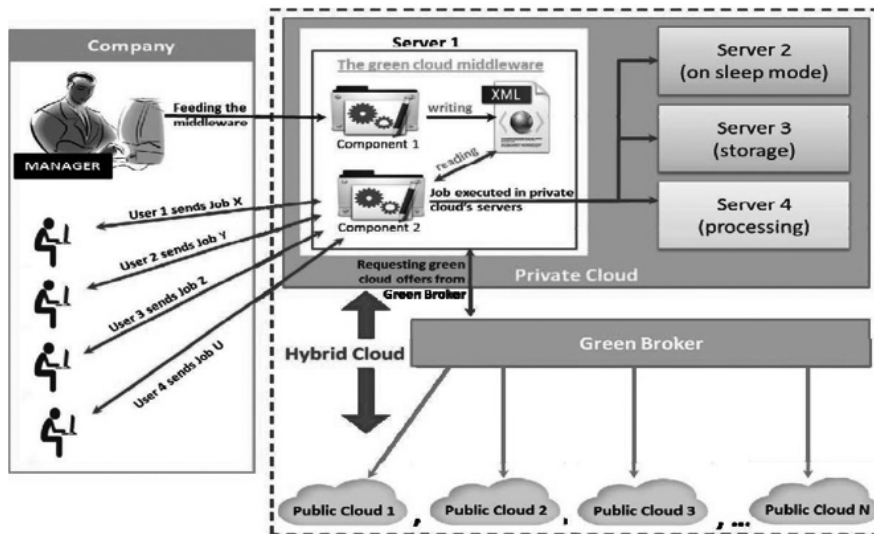 Company
Feeding the
middleware
MANAGER
User 1 sends Job X
User 2 sends Job Y
User 3 sends Job Z
User 4 sends Job U
Server 1
The green cloud middleware
Component 1
writing
XML
reading
Component 2
Job executed in private
cloud's servers
Server 2
(on sleep mode)
Server 3
(storage)
Server 4
(processing)
Private Cloud
Requesting green
cloud offers from
Green Broker
Hybrid Cloud
Green Broker
Public Cloud 1 , Public Cloud 2 , Public Cloud 3 , ... Public Cloud N